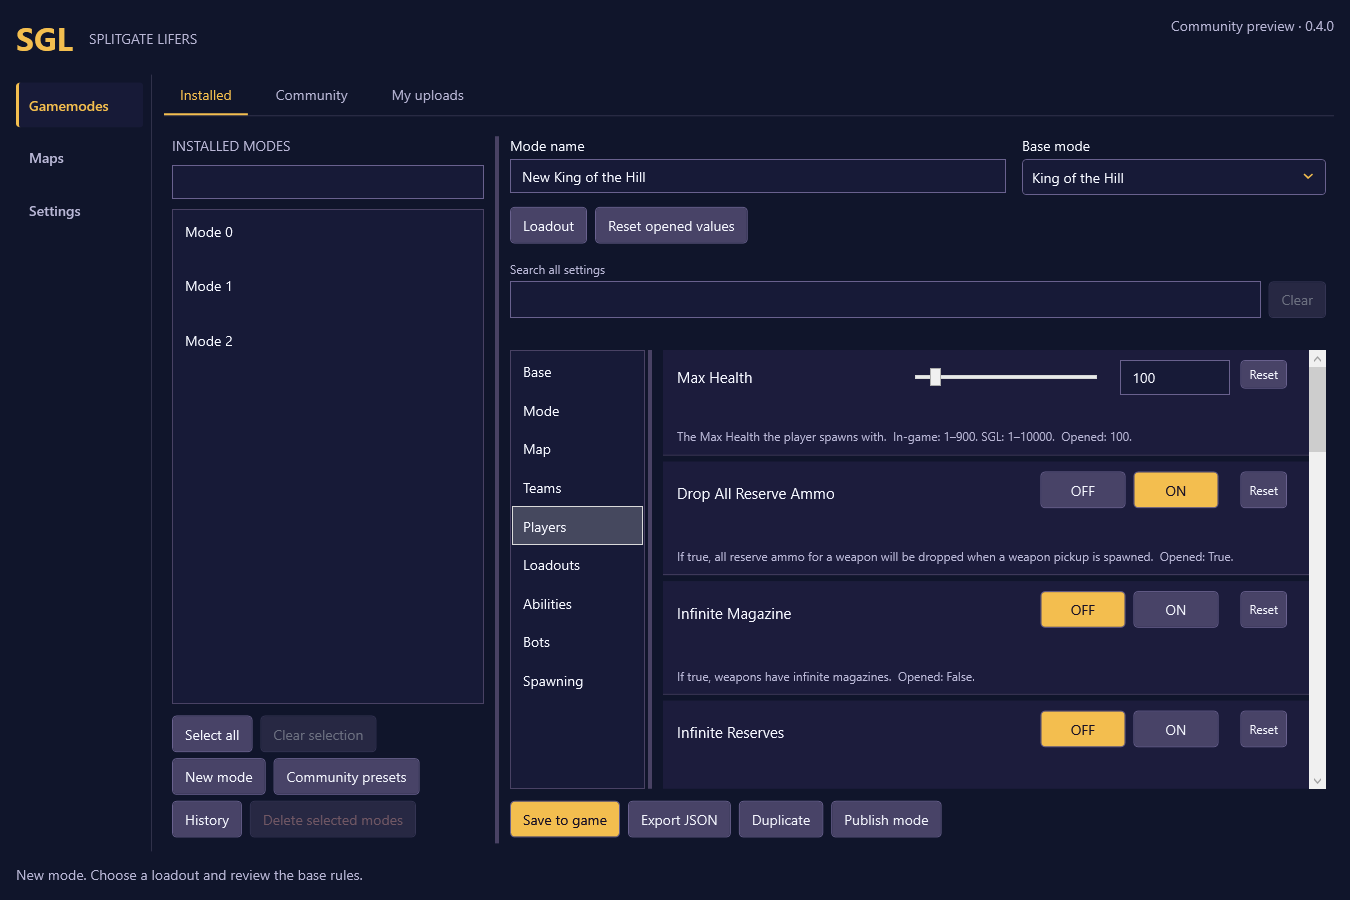 SGL
SPLITGATE LIFERS
Community preview · 0.4.0
Gamemodes
Maps
Settings
Installed
Community
My uploads
INSTALLED MODES
Mode 0
Mode 1
Mode 2
Select all
Clear selection
New mode
Community presets
History
Delete selected modes
Mode name
New King of the Hill
Base mode
King of the Hill
Loadout
Reset opened values
Search all settings
Clear
Base
Mode
Map
Teams
Players
Loadouts
Abilities
Bots
Spawning
Max Health
100
Reset
The Max Health the player spawns with.  In-game: 1–900. SGL: 1–10000.  Opened: 100.
Drop All Reserve Ammo
OFF
ON
Reset
If true, all reserve ammo for a weapon will be dropped when a weapon pickup is spawned.  Opened: True.
Infinite Magazine
OFF
ON
Reset
If true, weapons have infinite magazines.  Opened: False.
Infinite Reserves
OFF
ON
Reset
Save to game
Export JSON
Duplicate
Publish mode
New mode. Choose a loadout and review the base rules.